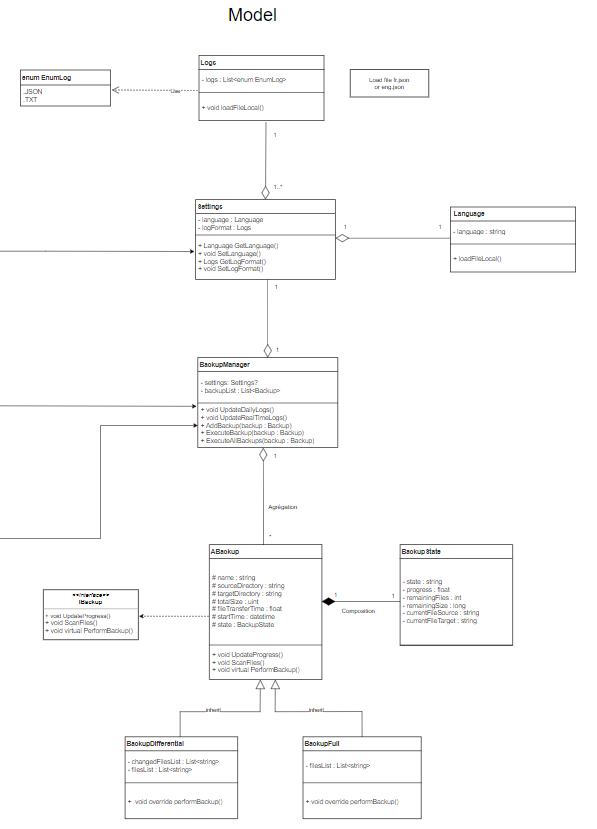 Model
enum EnumLog
.JSON
.TXT
Use
Logs
- logs : List<enum EnumLog>
+ void loadFileLocal()
Load file fr.json
or eng.json
1
1..*
Settings
- language : Language
- logFormat : Logs
+ Language GetLanguage()
+ void SetLanguage()
+ Logs GetLogFormat()
+ void SetLogFormat()
1
1
Language
- language : string
+ loadFileLocal()
1
1
BackupManager
- settings: Settings?
- backupList : List<Backup>
+ void UpdateDailyLogs()
+ void UpdateRealTimeLogs()
+ AddBackup(backup : Backup)
+ ExecuteBackup(backup : Backup)
+ ExecuteAllBackups(backup : Backup)
1
Agrégation
*
ABackup
# name : string
# sourceDirectory : string
# targetDirectory : string
# totalSize : uint
# fileTransferTime : float
# startTime : datetime
# state : BackupState
+ void UpdateProgress()
+ void ScanFiles()
+ void virtual PerformBackup()
1
1
Composition
BackupState
- state : string
- progress : float
- remainingFiles : int
- remainingSize : long
- currentFileSource : string
- currentFileTarget : string
<<Interface>>
IBackup
+ void UpdateProgress()
+ void ScanFiles()
+ void virtual PerformBackup()
Inherit
Inherit
BackupDifferential
- changedFilesList : List<string>
- filesList : List<string>
+ void override performBackup()
BackupFull
- filesList : List<string>
+ void override performBackup()